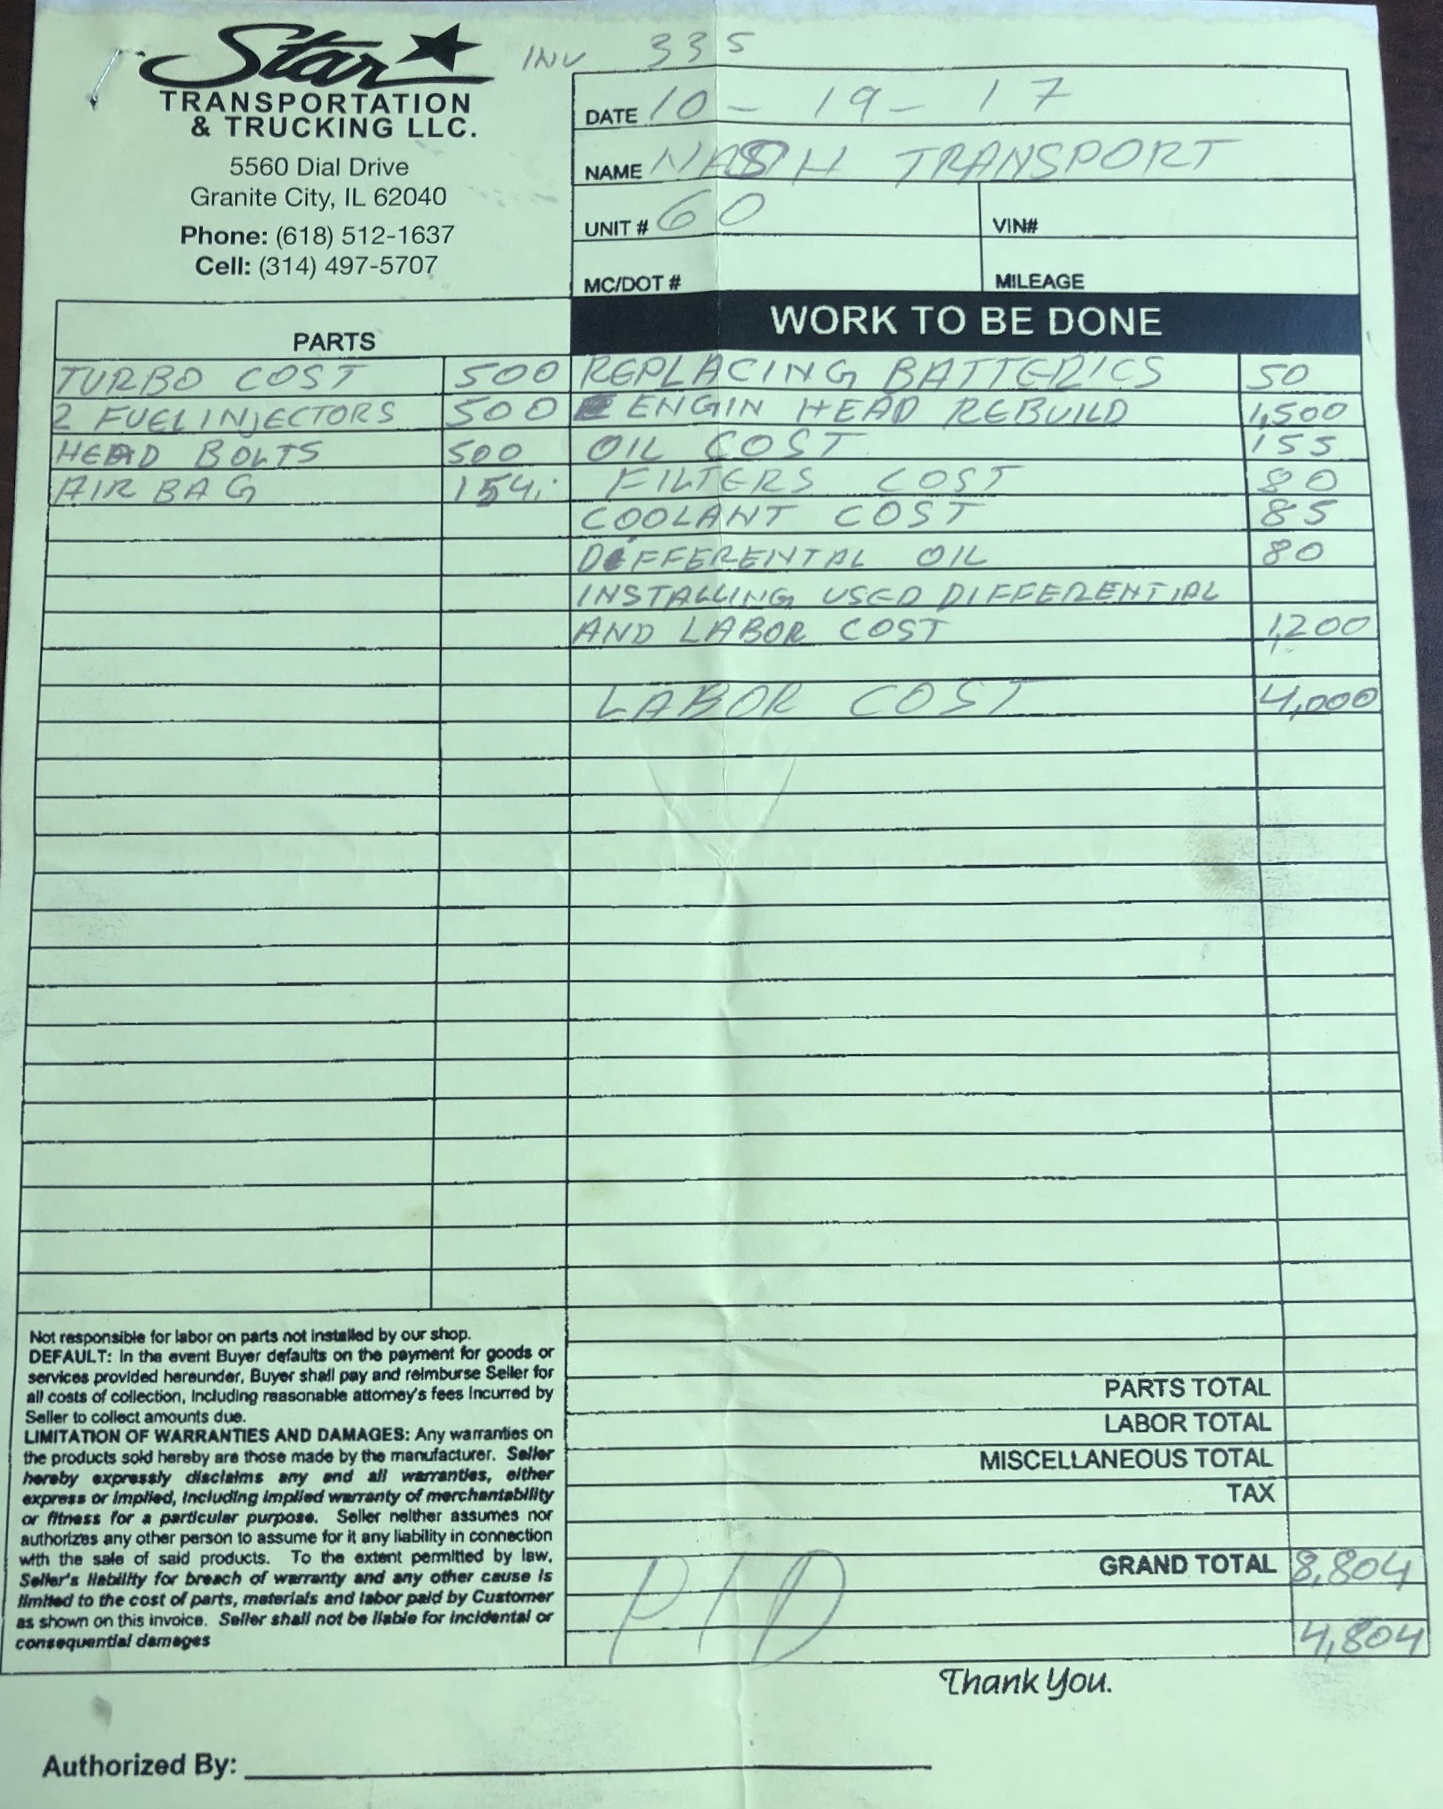 Star
TRANSPORTATION
& TRUCKING LLC.
5560 Dial Drive
Granite City, IL 62040
Phone: (618) 512-1637
Cell: (314) 497-5707
INV 335
DATE 10-19-17
NAME NASH TRANSPORT
UNIT # 60 VIN#
MC/DOT # MILEAGE
PARTS WORK TO BE DONE
TURBO COST 500 REPLACING BATTERICS 50
2 FUEL INJECTORS 500 ENGIN HEAD REBUILD 1,500
HEAD BOLTS 500 OIL COST 155
AIR BAG 154. FILTERS COST 80
COOLANT COST 85
DIFFERENTAL OIL 80
INSTALLING USED DIFFERENTIAL
AND LABOR COST 1,200
LABOR COST 4,000
Not responsible for labor on parts not installed by our shop.
DEFAULT: In the event Buyer defaults on the payment for goods or
services provided hereunder, Buyer shall pay and reimburse Seller for
all costs of collection, including reasonable attorney's fees incurred by
Seller to collect amounts due.
LIMITATION OF WARRANTIES AND DAMAGES: Any warranties on
the products sold hereby are those made by the manufacturer. Seller
hereby expressly disclaims any and all warranties, either
express or implied, including implied warranty of merchantability
or fitness for a particular purpose. Seller neither assumes nor
authorizes any other person to assume for it any liability in connection
with the sale of said products. To the extent permitted by law,
Seller's liability for breach of warranty and any other cause is
limited to the cost of parts, materials and labor paid by Customer
as shown on this invoice. Seller shall not be liable for incidental or
consequential damages
PARTS TOTAL
LABOR TOTAL
MISCELLANEOUS TOTAL
TAX
GRAND TOTAL 8,804
PID 4,804
Thank You.
Authorized By: